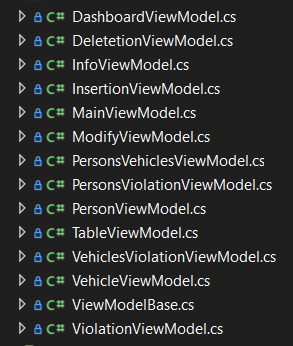 C# DashboardViewModel.cs
C# DeletetionViewModel.cs
C# InfoViewModel.cs
C# InsertionViewModel.cs
C# MainViewModel.cs
C# ModifyViewModel.cs
C# PersonsVehiclesViewModel.cs
C# PersonsViolationViewModel.cs
C# PersonViewModel.cs
C# TableViewModel.cs
C# VehiclesViolationViewModel.cs
C# VehicleViewModel.cs
C# ViewModelBase.cs
C# ViolationViewModel.cs